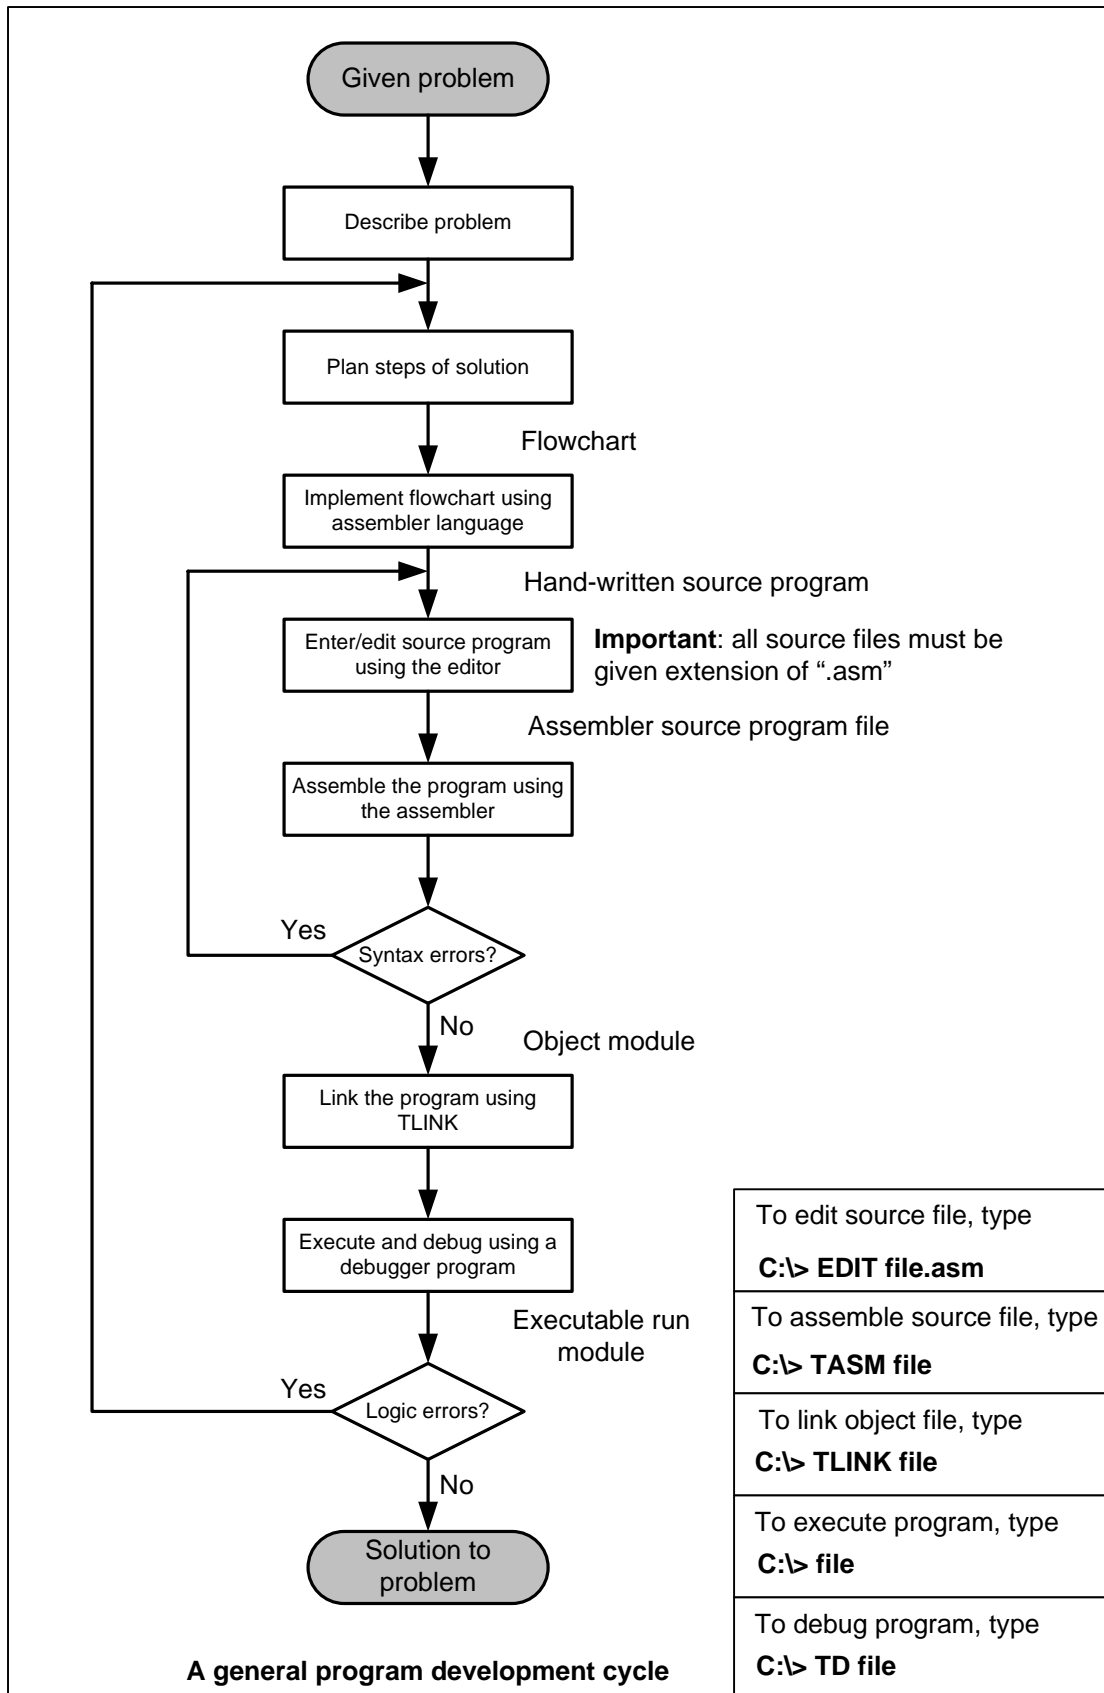 Given problem
Describe problem
Plan steps of solution
Flowchart
Implement flowchart using
assembler language
Hand-written source program
Enter/edit source program
using the editor
Important: all source files must be
given extension of “.asm”
Assembler source program file
Assemble the program using
the assembler
Yes
Syntax errors?
No
Object module
Link the program using
TLINK
Execute and debug using a
debugger program
Executable run
module
Yes
Logic errors?
No
Solution to
problem
A general program development cycle
To edit source file, type
C:\> EDIT file.asm
To assemble source file, type
C:\> TASM file
To link object file, type
C:\> TLINK file
To execute program, type
C:\> file
To debug program, type
C:\> TD file